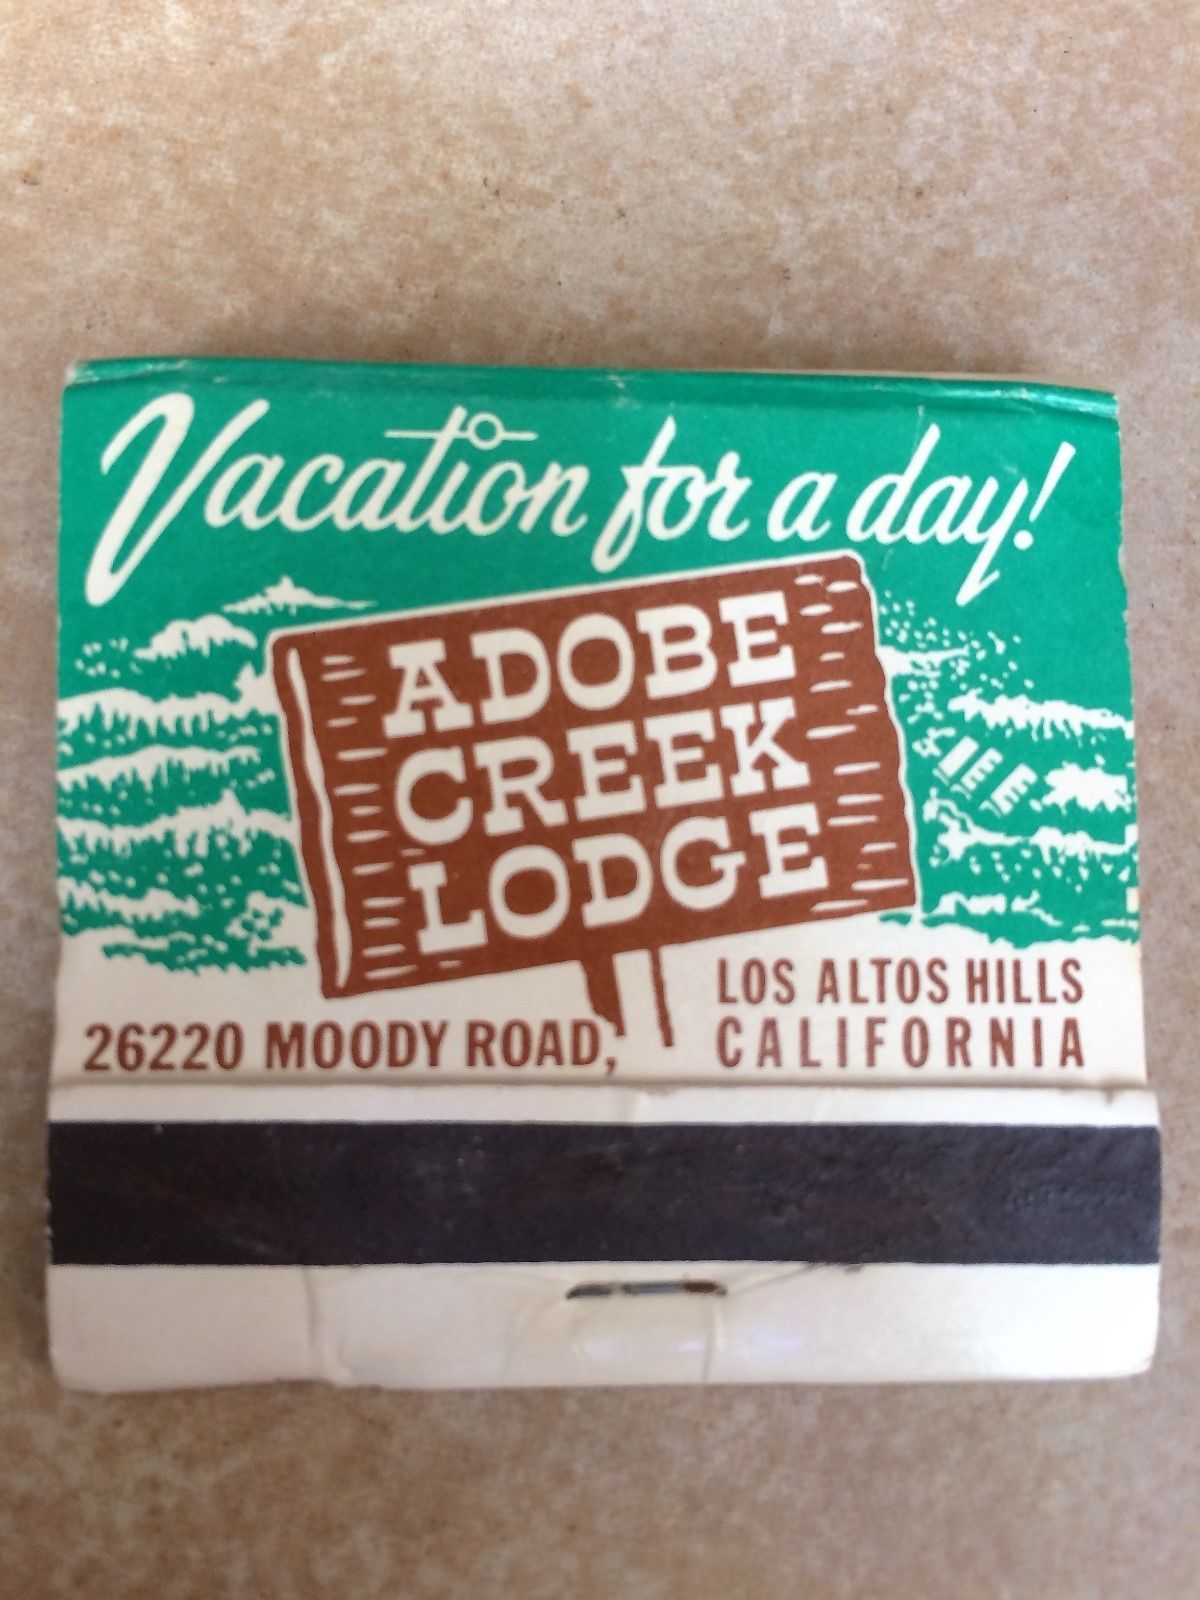 Vacation for a day!
ADOBE
CREEK
LODGE
26220 MOODY ROAD,
LOS ALTOS HILLS
CALIFORNIA